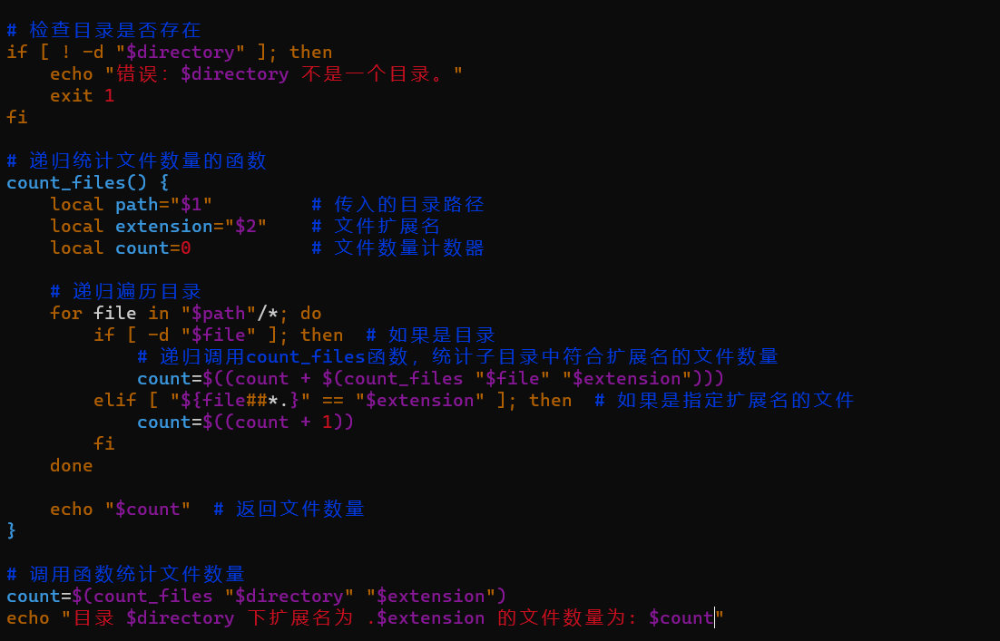 # 检查目录是否存在
if [ ! -d "$directory" ]; then
    echo "错误: $directory 不是一个目录。"
    exit 1
fi

# 递归统计文件数量的函数
count_files() {
    local path="$1"         # 传入的目录路径
    local extension="$2"    # 文件扩展名
    local count=0           # 文件数量计数器

    # 递归遍历目录
    for file in "$path"/*; do
        if [ -d "$file" ]; then  # 如果是目录
            # 递归调用count_files函数, 统计子目录中符合扩展名的文件数量
            count=$((count + $(count_files "$file" "$extension")))
        elif [ "${file##*.}" == "$extension" ]; then  # 如果是指定扩展名的文件
            count=$((count + 1))
        fi
    done

    echo "$count"  # 返回文件数量
}

# 调用函数统计文件数量
count=$(count_files "$directory" "$extension")
echo "目录 $directory 下扩展名为 .$extension 的文件数量为: $count"